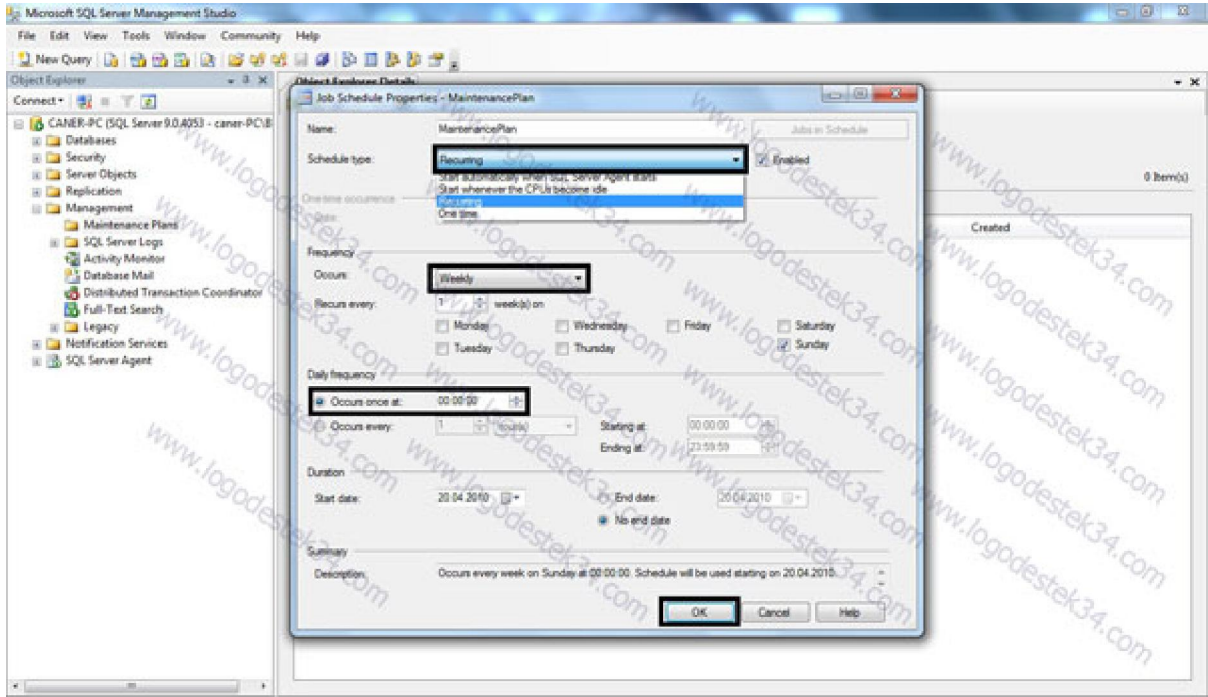 Microsoft SQL Server Management Studio
File Edit View Tools Window Community Help
New Query
Object Explorer
Object Explorer Details
Connect
CANER-PC (SQL Server 9.0.4053 - caner-PC\B
Databases
Security
Server Objects
Replication
Management
Maintenance Plans
SQL Server Logs
Activity Monitor
Database Mail
Distributed Transaction Coordinator
Full-Text Search
Legacy
Notification Services
SQL Server Agent
0 Item(s)
Created
Job Schedule Properties - MaintenancePlan
Name: MaintenancePlan Jobs in Schedule
Schedule type: Recurring Enabled
Start automatically when SQL Server Agent starts
Start whenever the CPUs become idle
Recurring
One time
One-time occurrence
Date:
Frequency
Occurs: Weekly
Recurs every: 1 week(s) on
Monday Wednesday Friday Saturday
Tuesday Thursday Sunday
Daily frequency
Occurs once at: 00:00:00
Occurs every: 1 hour(s) Starting at: 00:00:00
Ending at: 23:59:59
Duration
Start date: 20.04.2010 End date: 20.04.2010
No end date
Summary
Description: Occurs every week on Sunday at 00:00:00. Schedule will be used starting on 20.04.2010.
OK Cancel Help
www.logodestek34.com